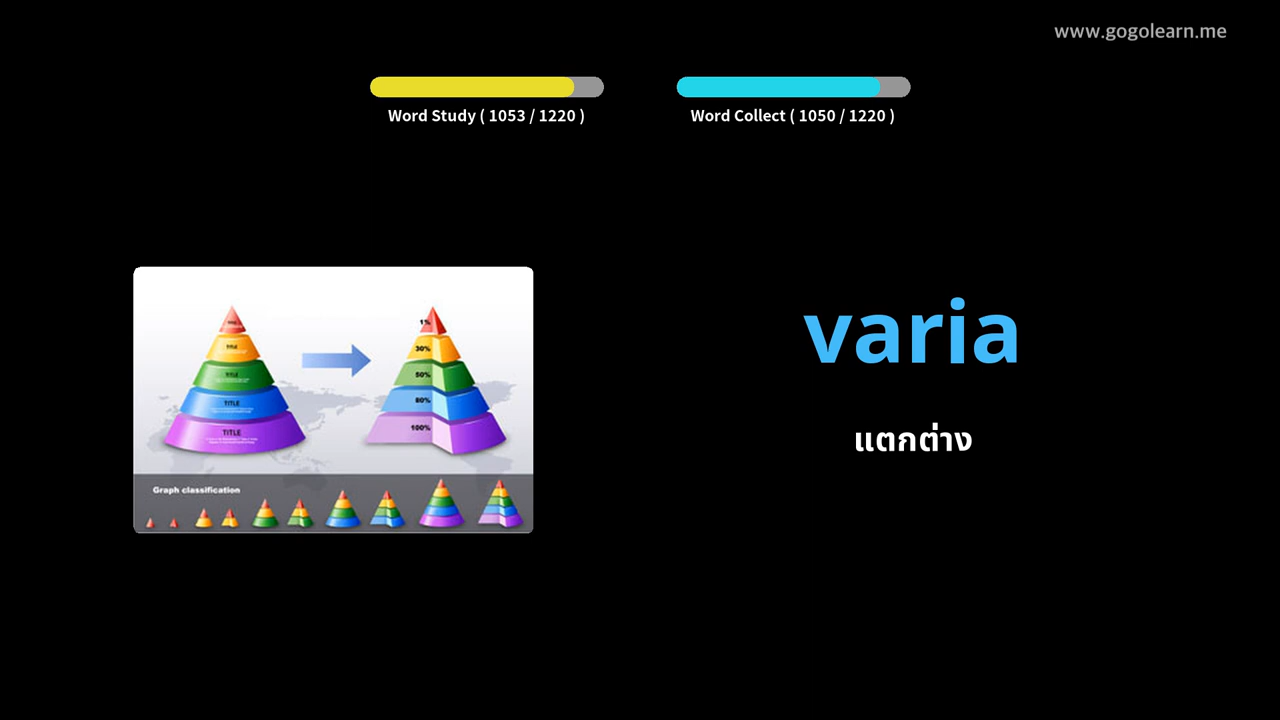 www.gogolearn.me
Word Study ( 1053 / 1220 )
Word Collect ( 1050 / 1220 )
TITLE
TITLE
TITLE
TITLE
1%
30%
50%
80%
100%
Graph classification
varia
แตกต่าง